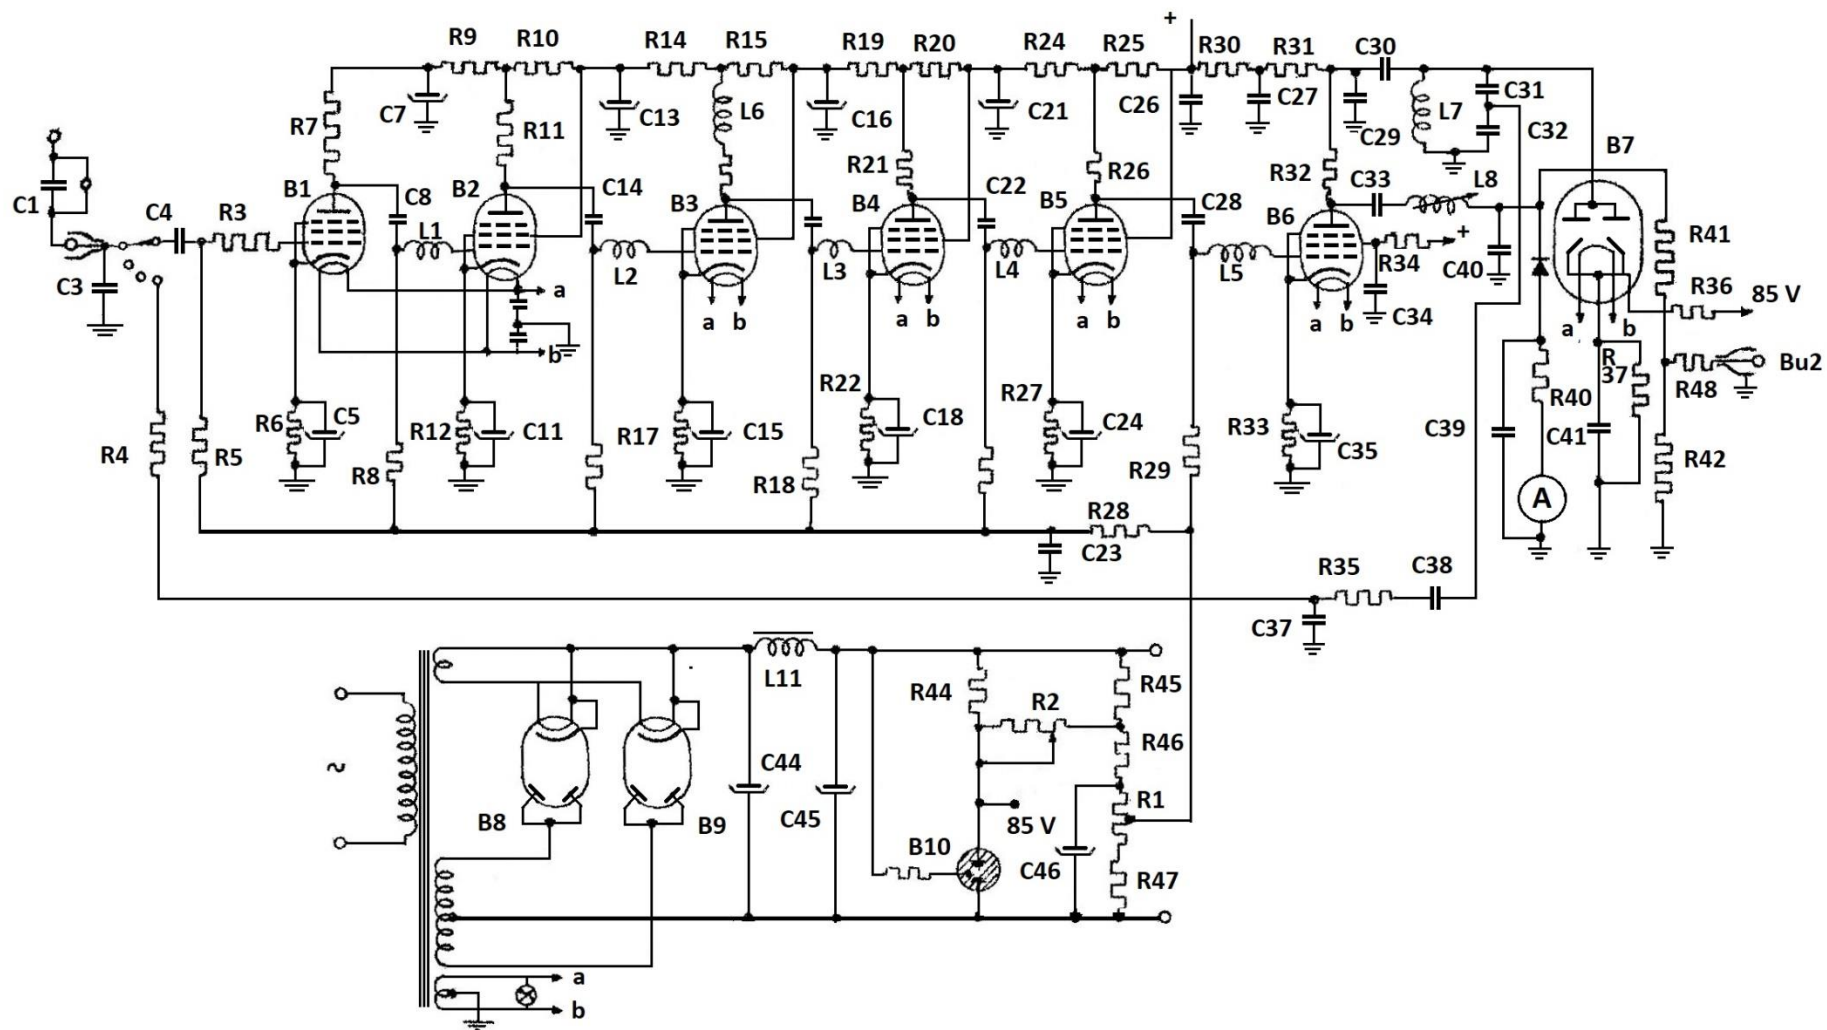 +
R9 R10 R14 R15 R19 R20 R24 R25 R30 R31 C30
C7 C13 L6 C16 C21 C26 C27 C29 L7 C31
C32
R7 R11 R21 R26 R32 B7
C1 B1 C8 B2 C14 B3 B4 C22 B5 C28 B6 C33 L8
C4 R3 L1 R41
C3 L2 L3 L4 L5 R34 + C40 R36 85 V
a b
a b a b a b a b C34 a b
R 37 R48 Bu2
R4 R5 R6 C5 R8 R12 C11 R17 C15 R18 R22 C18 R27 C24 R29 R33 C35 C39 R40 C41 R42
A
R28
C23
R35 C38
C37
L11
R44 R2 R45
R46
~ C44
B8 B9 C45 85 V R1
B10 C46 R47
a
b